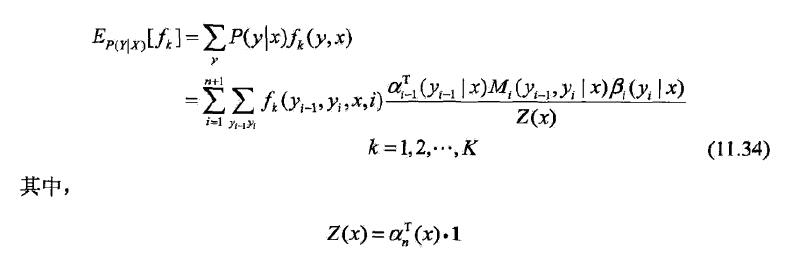 E_{P(Y|X)}[f_k] = \sum_y P(y|x) f_k(y, x)
= \sum_{i=1}^{n+1} \sum_{y_{i-1} y_i} f_k(y_{i-1}, y_i, x, i) \frac{\alpha_{i-1}^T (y_{i-1} | x) M_i (y_{i-1}, y_i | x) \beta_i (y_i | x)}{Z(x)}
k = 1, 2, \cdots, K (11.34)
其中，
Z(x) = \alpha_n^T (x) \cdot 1